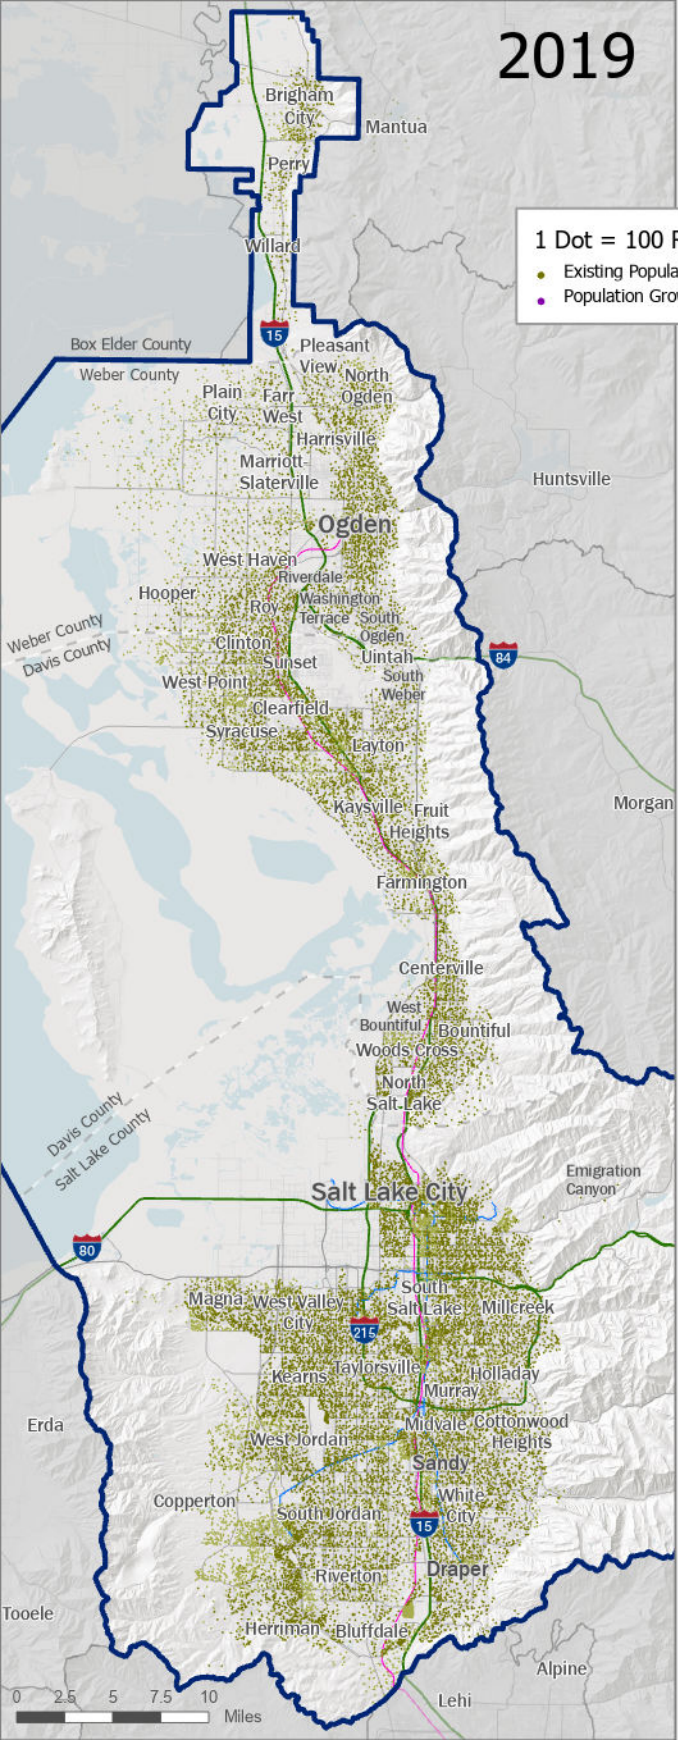 2019
Brigham
City
Mantua
Perry
1 Dot = 100
Existing
Population
Willard
15
Box Elder County
Weber County
Pleasant
View
North
Ogden
Plain
City
Farr
West
Harrisville
Marriott-
Slaterville
Huntsville
Ogden
West Haven
Riverdale
Hooper
Roy
Washington
Terrace
South
Ogden
Weber County
Davis County
Clinton
Sunset
Uintah
84
West Point
South
Weber
Clearfield
Syracuse
Layton
Kaysville
Fruit
Heights
Morgan
Farmington
Centerville
West
Bountiful
Bountiful
Woods Cross
North
Salt Lake
Davis County
Salt Lake County
Emigration
Canyon
Salt Lake City
80
Magna
West Valley
City
South
Salt Lake
Millcreek
215
Taylorsville
Kearns
Holladay
Murray
Erda
West Jordan
Midvale
Cottonwood
Heights
Sandy
Copperton
White
City
South Jordan
15
Riverton
Draper
Tooele
Herriman
Bluffdale
Alpine
Lehi
0 2.5 5 7.5 10
Miles